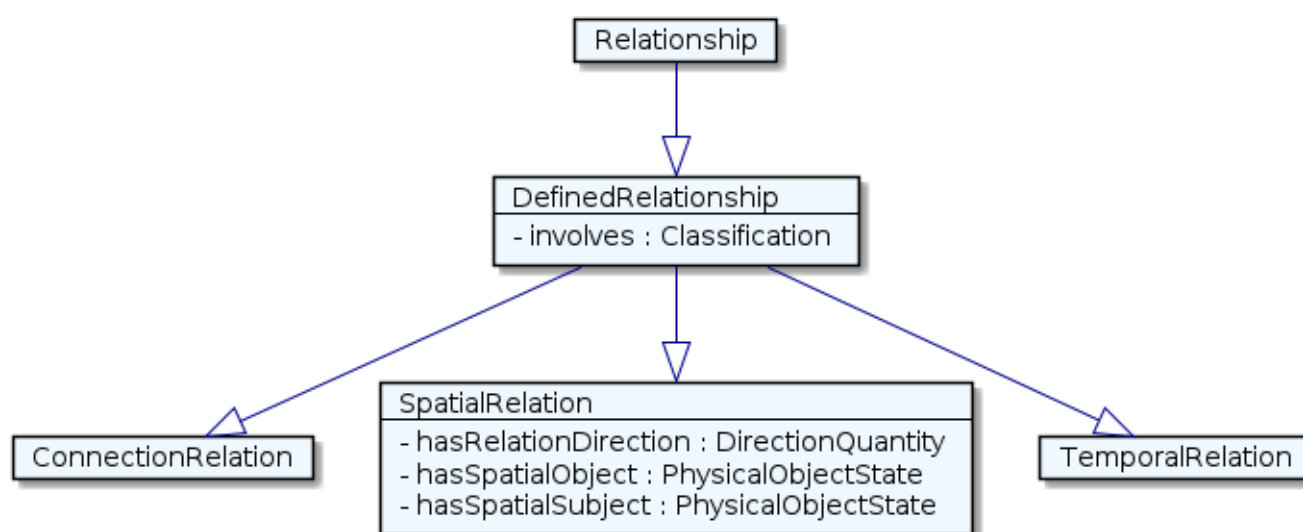 Relationship
DefinedRelationship
- involves : Classification
SpatialRelation
- hasRelationDirection : DirectionQuantity
- hasSpatialObject : PhysicalObjectState
- hasSpatialSubject : PhysicalObjectState
ConnectionRelation
TemporalRelation